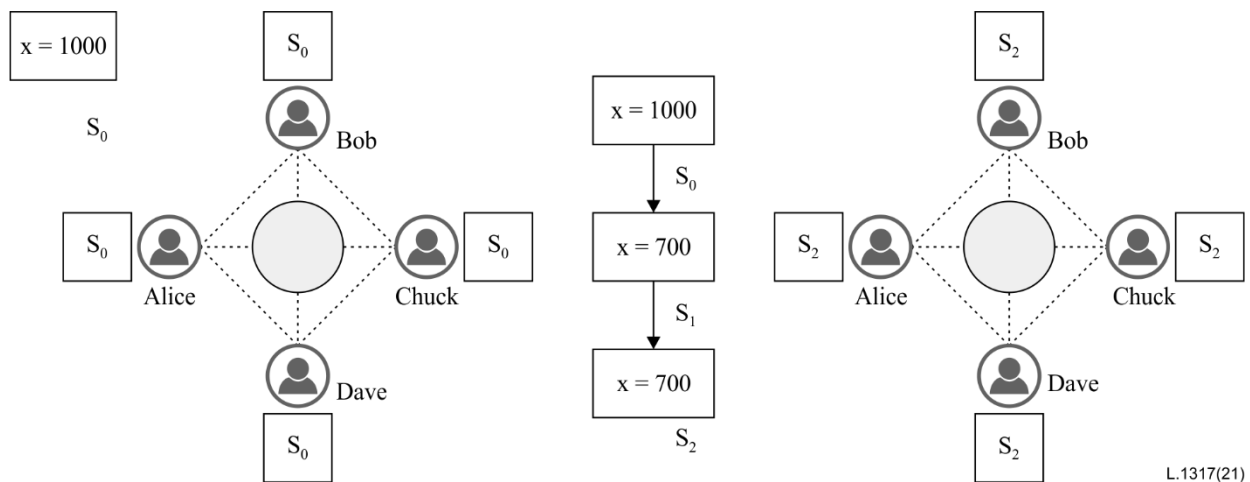 x = 1000
S₀
S₀
Bob
S₀
Alice
S₀
Chuck
Dave
S₀
x = 1000
S₀
x = 700
S₁
x = 700
S₂
S₂
Bob
S₂
Alice
S₂
Chuck
Dave
S₂
L.1317(21)